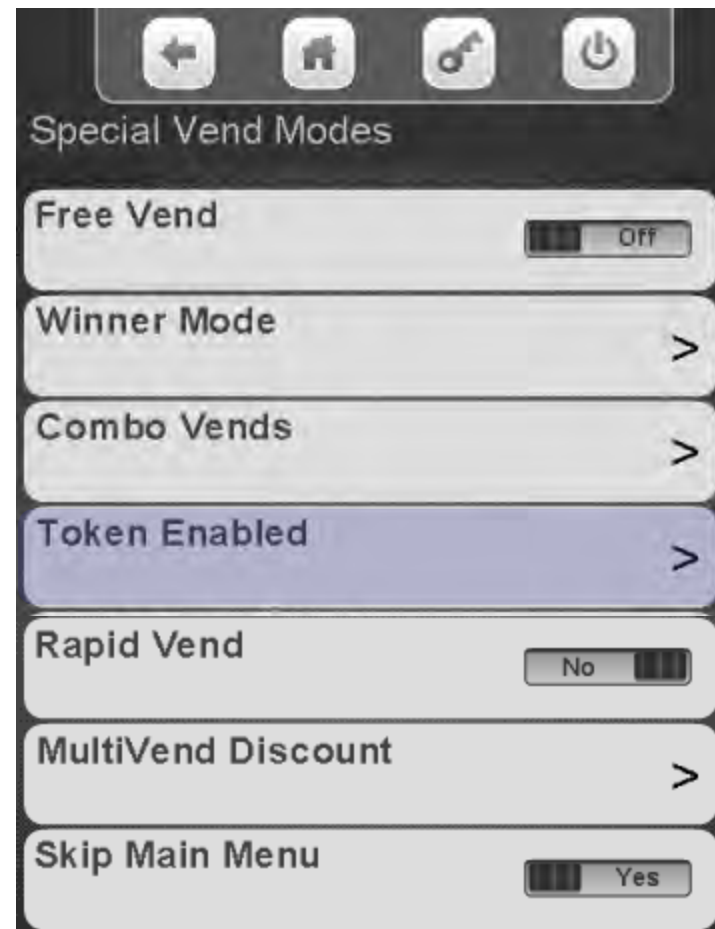 Special Vend Modes
Free Vend
Off
Winner Mode
>
Combo Vends
>
Token Enabled
>
Rapid Vend
No
MultiVend Discount
>
Skip Main Menu
Yes